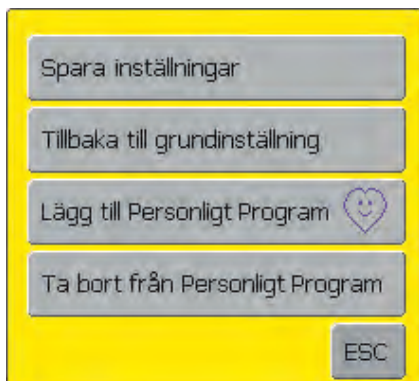 Spara inställningar
Tillbaka till grundinställning
Lägg till Personligt Program
Ta bort från Personligt Program
ESC